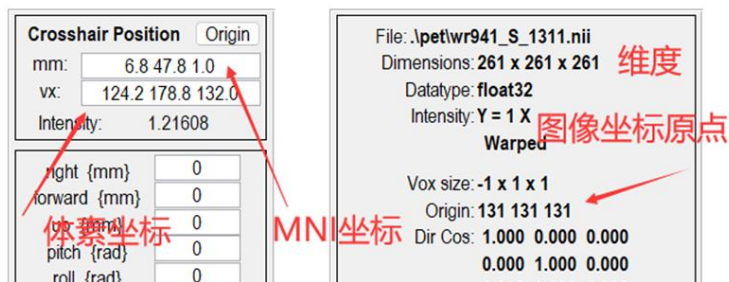 Crosshair Position Origin
mm: 6.8 47.8 1.0
vx: 124.2 178.8 132.0
Intensity: 1.21608
right {mm} 0
forward {mm} 0
up {mm} 0
pitch {rad} 0
roll {rad} 0
体素坐标
MNI坐标
File: .\pet\wr941_S_1311.nii
Dimensions: 261 x 261 x 261
维度
Datatype: float32
Intensity: Y = 1 X
图像坐标原点
Warped
Vox size: -1 x 1 x 1
Origin: 131 131 131
Dir Cos: 1.000 0.000 0.000
0.000 1.000 0.000